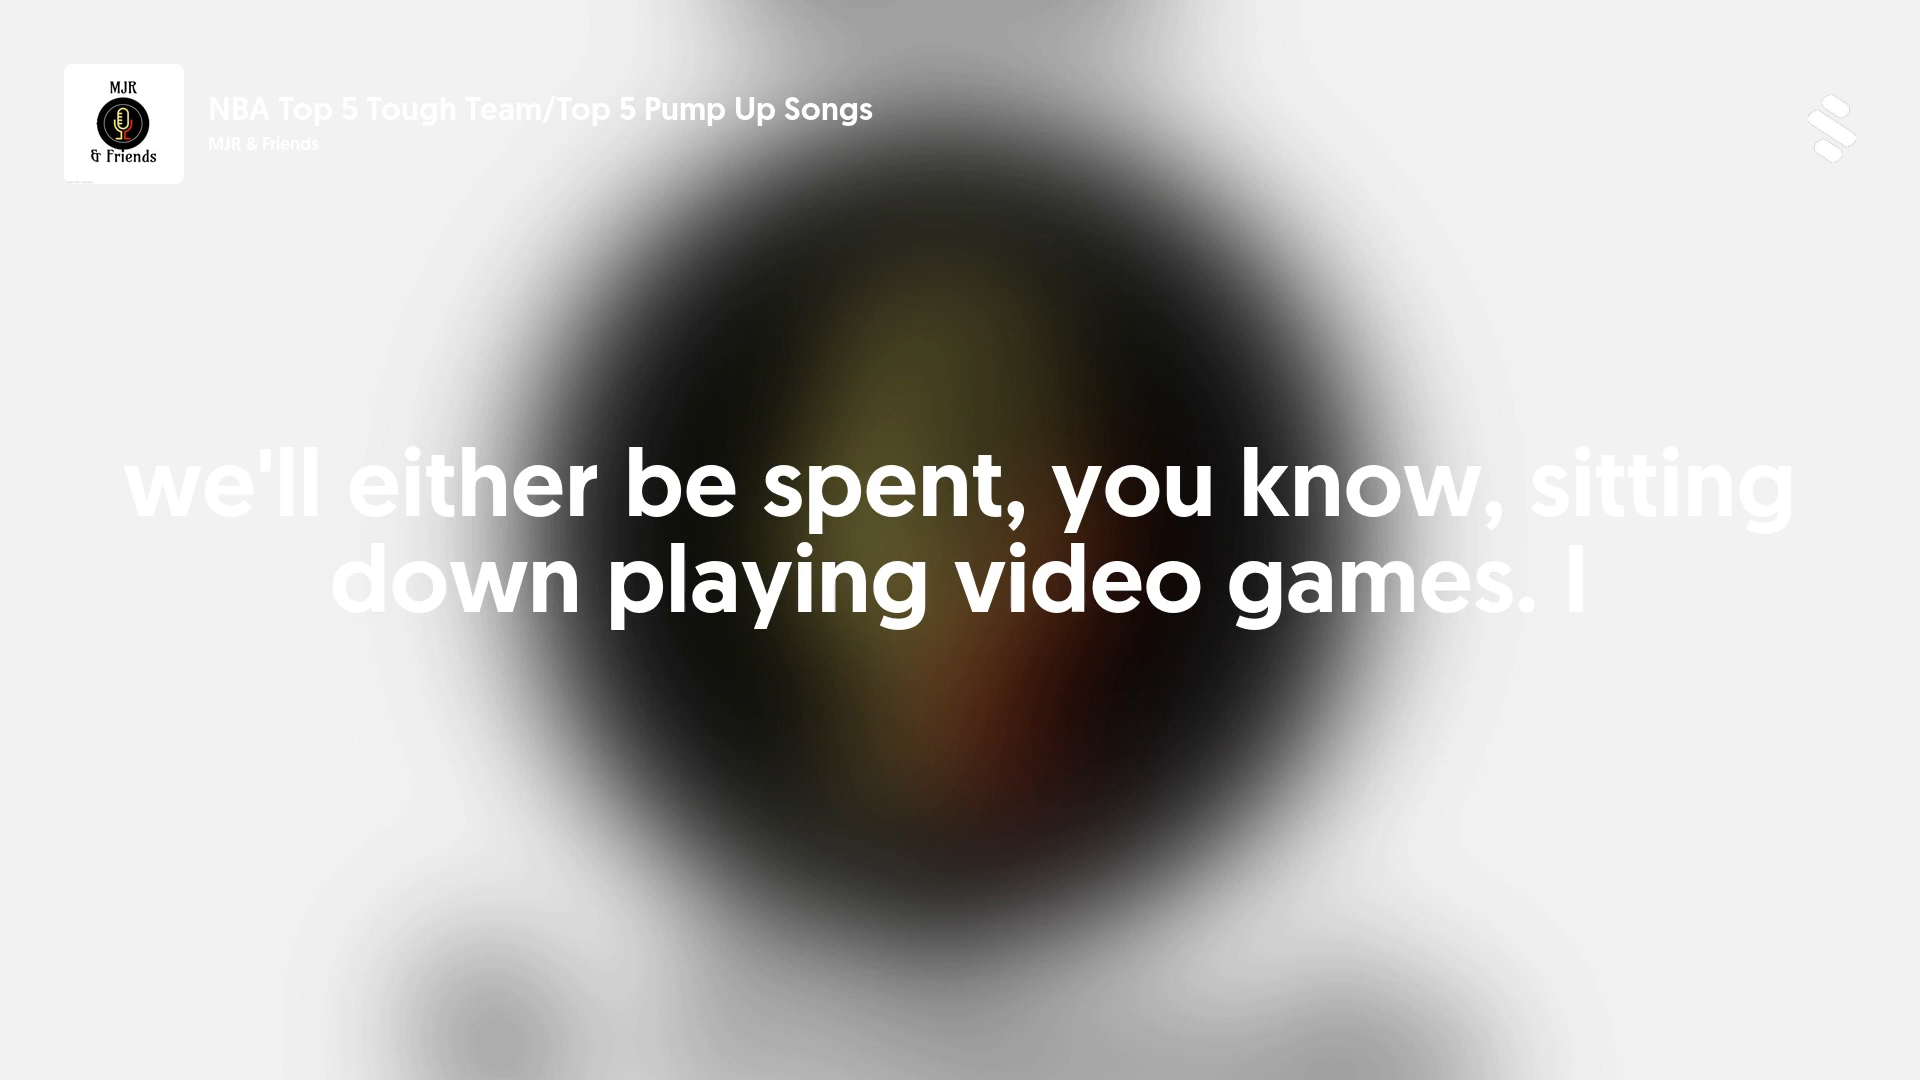 MJR
& Friends
NBA Top 5 Tough Team/Top 5 Pump Up Songs
MJR & Friends
we'll either be spent, you know, sitting
down playing video games. I